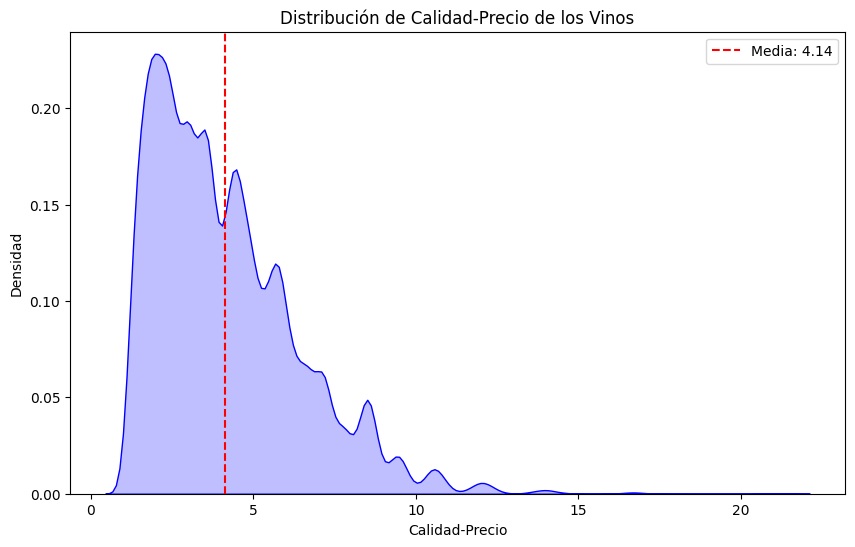 Distribución de Calidad-Precio de los Vinos
Media: 4.14
0.20
0.15
0.10
0.05
0.00
Densidad
0
5
10
15
20
Calidad-Precio